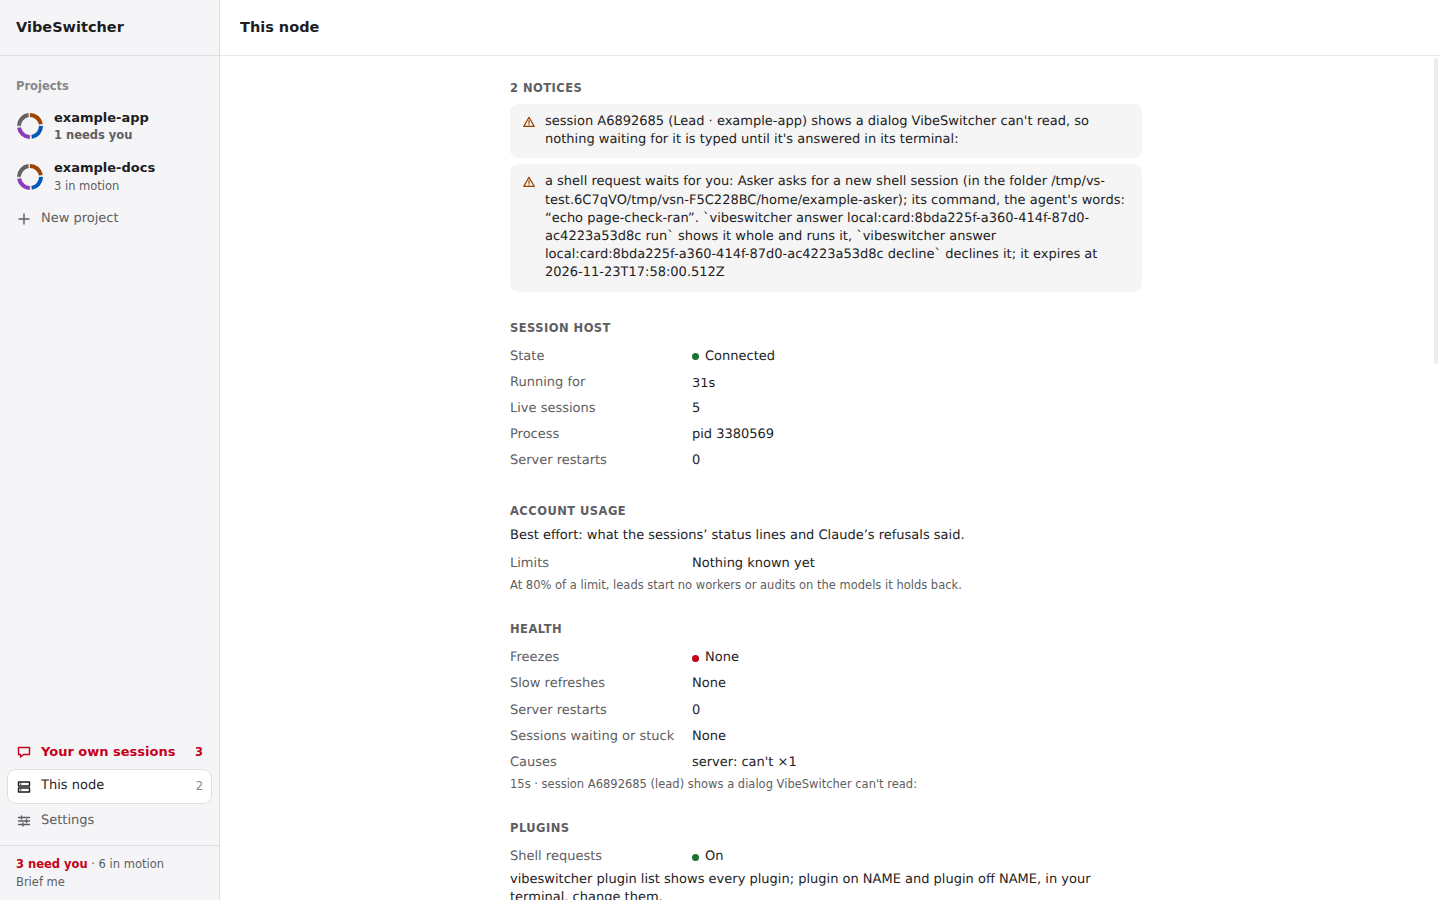 VibeSwitcher
This node
Projects
example-app
1 needs you
example-docs
3 in motion
New project
Your own sessions 3
This node 2
Settings
3 need you · 6 in motion
Brief me
2 NOTICES
session A6892685 (Lead · example-app) shows a dialog VibeSwitcher can't read, so
nothing waiting for it is typed until it's answered in its terminal:
a shell request waits for you: Asker asks for a new shell session (in the folder /tmp/vs-
test.6C7qVO/tmp/vsn-F5C228BC/home/example-asker); its command, the agent's words:
“echo page-check-ran”. `vibeswitcher answer local:card:8bda225f-a360-414f-87d0-
ac4223a53d8c run` shows it whole and runs it, `vibeswitcher answer
local:card:8bda225f-a360-414f-87d0-ac4223a53d8c decline` declines it; it expires at
2026-11-23T17:58:00.512Z
SESSION HOST
State Connected
Running for 31s
Live sessions 5
Process pid 3380569
Server restarts 0
ACCOUNT USAGE
Best effort: what the sessions’ status lines and Claude’s refusals said.
Limits Nothing known yet
At 80% of a limit, leads start no workers or audits on the models it holds back.
HEALTH
Freezes None
Slow refreshes None
Server restarts 0
Sessions waiting or stuck None
Causes server: can't ×1
15s · session A6892685 (lead) shows a dialog VibeSwitcher can't read:
PLUGINS
Shell requests On
vibeswitcher plugin list shows every plugin; plugin on NAME and plugin off NAME, in your
terminal, change them.